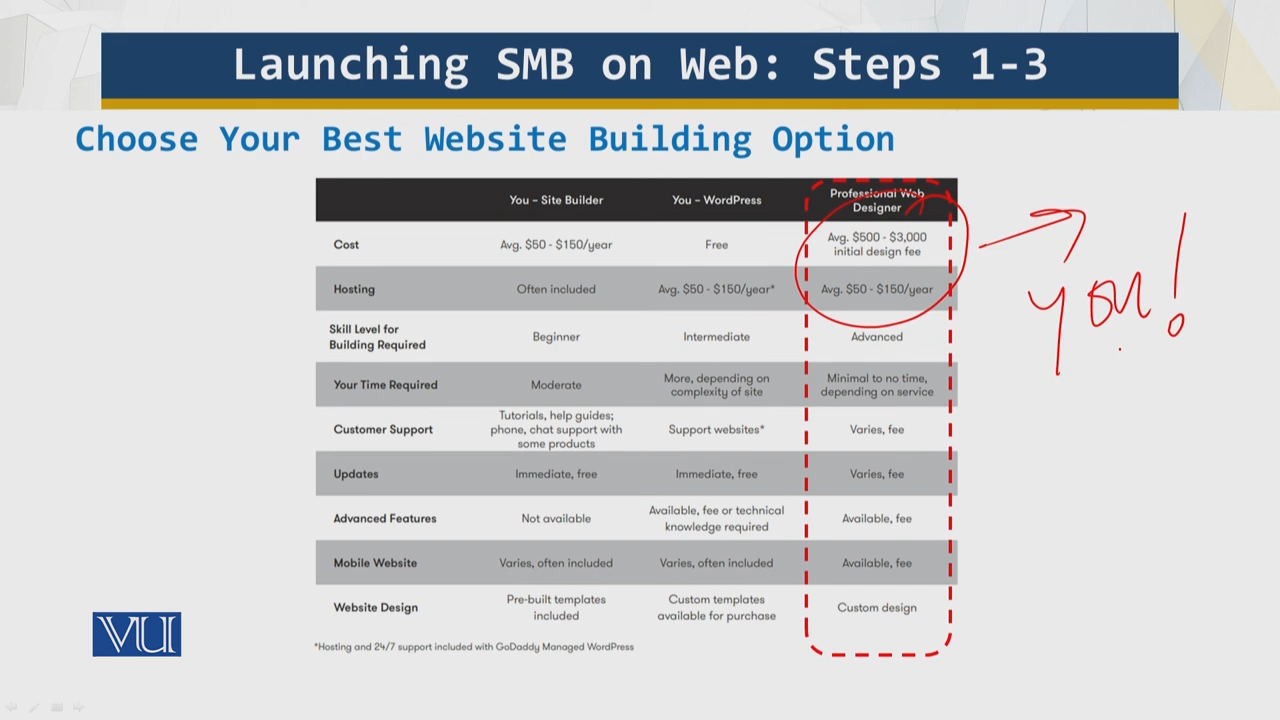 Launching SMB on Web: Steps 1-3
Choose Your Best Website Building Option
You – Site Builder
You – WordPress
Professional Web
Designer
Cost
Avg. $50 - $150/year
Free
Avg. $500 - $3,000
initial design fee
Hosting
Often included
Avg. $50 - $150/year*
Avg. $50 - $150/year
Skill Level for
Building Required
Beginner
Intermediate
Advanced
Your Time Required
Moderate
More, depending on
complexity of site
Minimal to no time,
depending on service
Customer Support
Tutorials, help guides;
phone, chat support with
some products
Support websites*
Varies, fee
Updates
Immediate, free
Immediate, free
Varies, fee
Advanced Features
Not available
Available, fee or technical
knowledge required
Available, fee
Mobile Website
Varies, often included
Varies, often included
Available, fee
Website Design
Pre-built templates
included
Custom templates
available for purchase
Custom design
*Hosting and 24/7 support included with GoDaddy Managed WordPress
you!
VU